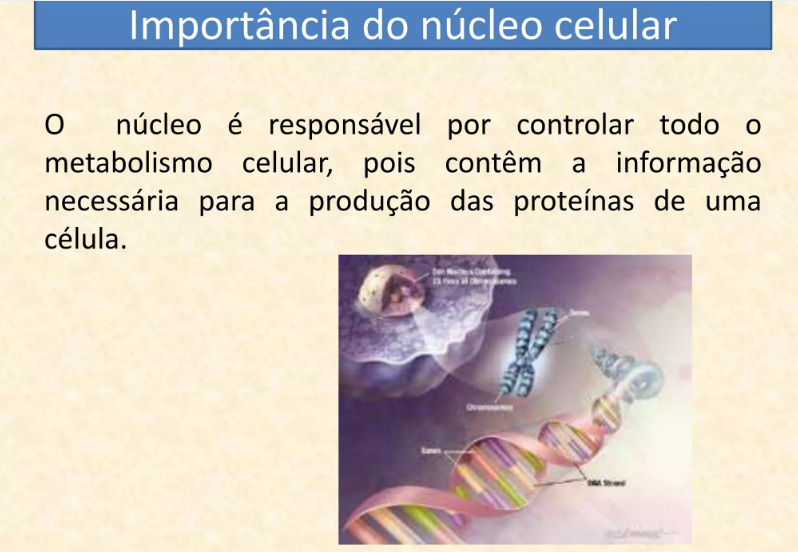 Importância do núcleo celular
O núcleo é responsável por controlar todo o
metabolismo celular, pois contêm a informação
necessária para a produção das proteínas de uma
célula.
Cell Nucleus Containing
23 Pairs of Chromosomes
Genes
Chromosomes
Genes
DNA Strand